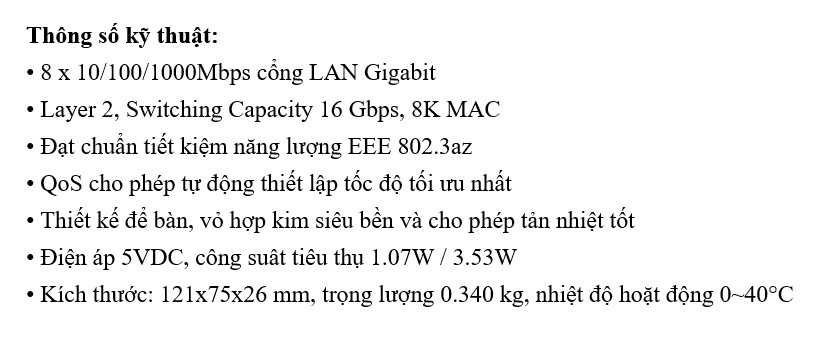 Thông số kỹ thuật:
• 8 x 10/100/1000Mbps cổng LAN Gigabit
• Layer 2, Switching Capacity 16 Gbps, 8K MAC
• Đạt chuẩn tiết kiệm năng lượng EEE 802.3az
• QoS cho phép tự động thiết lập tốc độ tối ưu nhất
• Thiết kế để bàn, vỏ hợp kim siêu bền và cho phép tản nhiệt tốt
• Điện áp 5VDC, công suât tiêu thụ 1.07W / 3.53W
• Kích thước: 121x75x26 mm, trọng lượng 0.340 kg, nhiệt độ hoạt động 0~40°C